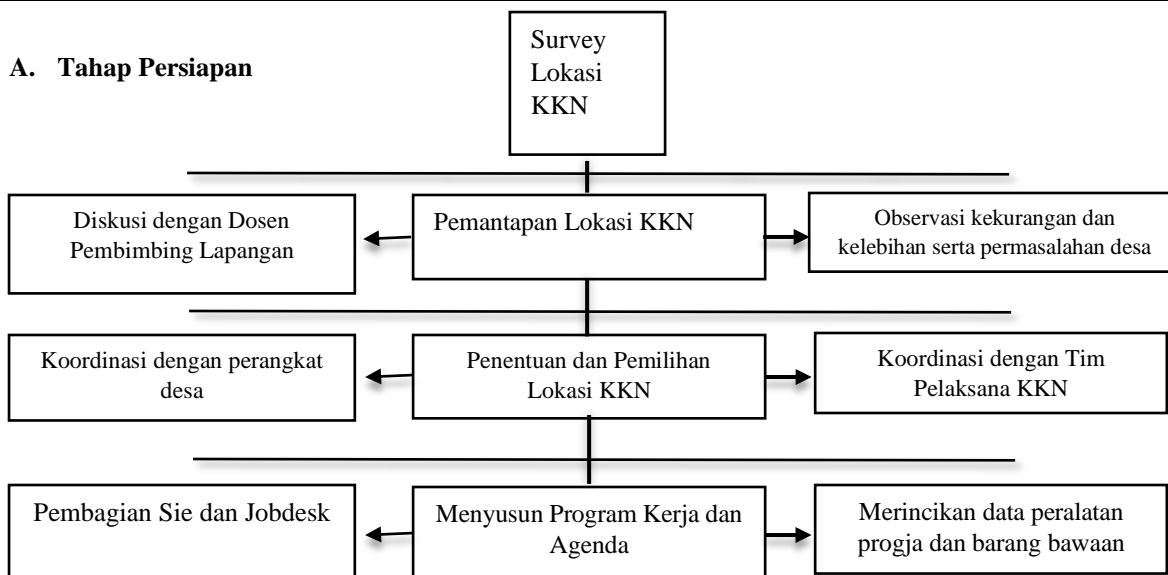 A. Tahap Persiapan
Survey
Lokasi
KKN
Diskusi dengan Dosen
Pembimbing Lapangan
Pemantapan Lokasi KKN
Observasi kekurangan dan
kelebihan serta permasalahan desa
Koordinasi dengan perangkat
desa
Penentuan dan Pemilihan
Lokasi KKN
Koordinasi dengan Tim
Pelaksana KKN
Pembagian Sie dan Jobdesk
Menyusun Program Kerja dan
Agenda
Merincikan data peralatan
progja dan barang bawaan